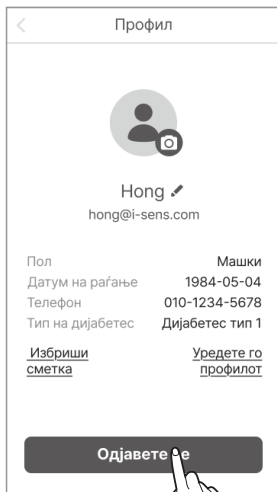 Профил
Hong
hong@i-sens.com
Пол Машки
Датум на раѓање 1984-05-04
Телефон 010-1234-5678
Тип на дијабетес Дијабетес тип 1
Избриши сметка
Уредете го профилот
Одјавете се